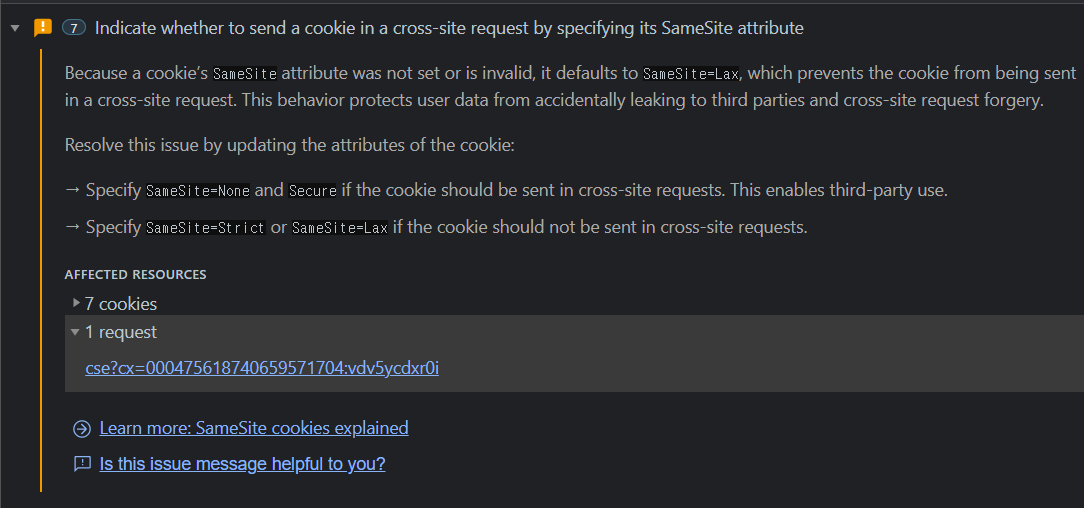 7 Indicate whether to send a cookie in a cross-site request by specifying its SameSite attribute
Because a cookie’s SameSite attribute was not set or is invalid, it defaults to SameSite=Lax, which prevents the cookie from being sent
in a cross-site request. This behavior protects user data from accidentally leaking to third parties and cross-site request forgery.
Resolve this issue by updating the attributes of the cookie:
→ Specify SameSite=None and Secure if the cookie should be sent in cross-site requests. This enables third-party use.
→ Specify SameSite=Strict or SameSite=Lax if the cookie should not be sent in cross-site requests.
AFFECTED RESOURCES
7 cookies
1 request
cse?cx=000475618740659571704:vdv5ycdxr0i
Learn more: SameSite cookies explained
Is this issue message helpful to you?